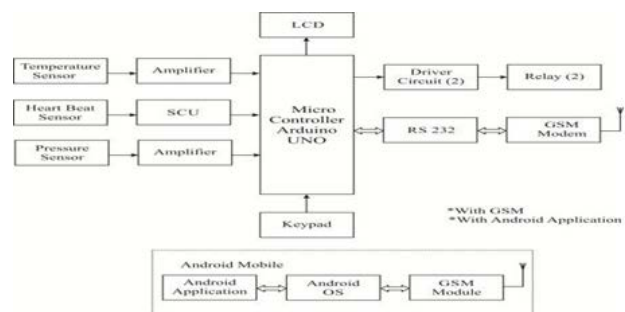 LCD
Temperature
Sensor
Amplifier
Heart Beat
Sensor
SCU
Pressure
Sensor
Amplifier
Micro
Controller
Arduino
UNO
Driver
Circuit (2)
Relay (2)
RS 232
GSM
Modem
Keypad
*With GSM
*With Android Application
Android Mobile
Android
Application
Android
OS
GSM
Module